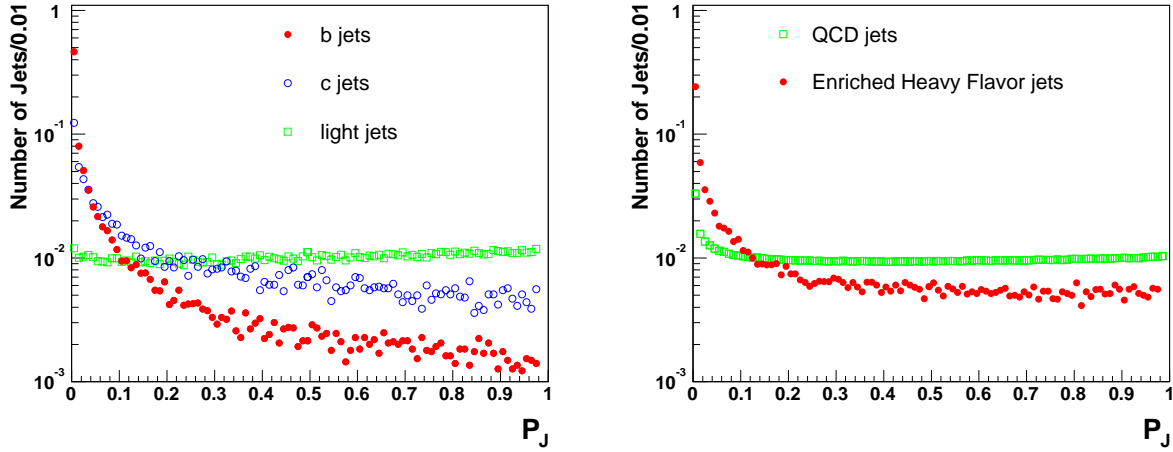 Number of Jets/0.01
1
10^-1
10^-2
10^-3
b jets
c jets
light jets
0 0.1 0.2 0.3 0.4 0.5 0.6 0.7 0.8 0.9 1
P_J
Number of Jets/0.01
1
10^-1
10^-2
10^-3
QCD jets
Enriched Heavy Flavor jets
0 0.1 0.2 0.3 0.4 0.5 0.6 0.7 0.8 0.9 1
P_J